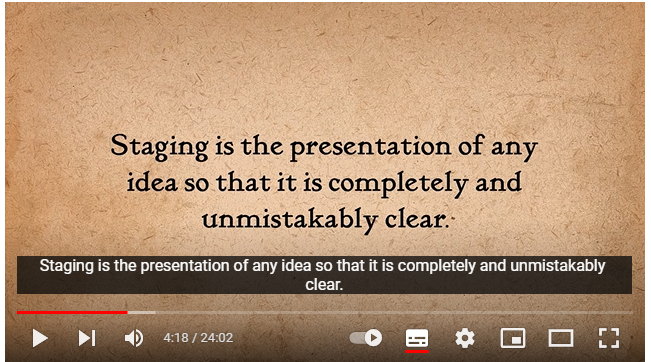 Staging is the presentation of any
idea so that it is completely and
unmistakably clear.
Staging is the presentation of any idea so that it is completely and unmistakably
clear.
4:18 / 24:02